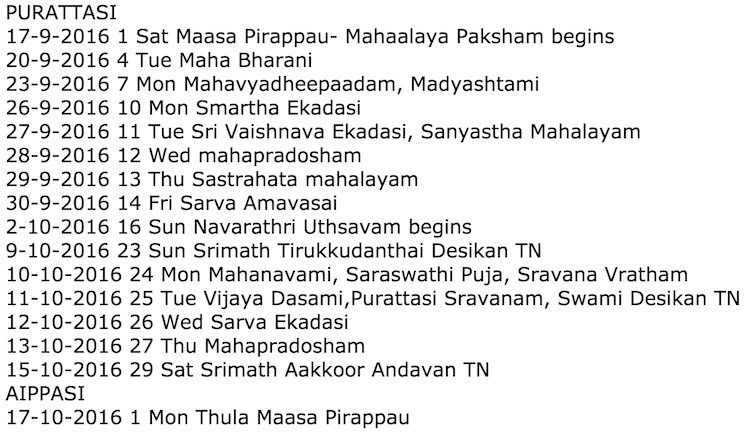 PURATTASI
17-9-2016 1 Sat Maasa Pirappau- Mahaalaya Paksham begins
20-9-2016 4 Tue Maha Bharani
23-9-2016 7 Mon Mahavyadheepaadam, Madyashtami
26-9-2016 10 Mon Smartha Ekadasi
27-9-2016 11 Tue Sri Vaishnava Ekadasi, Sanyastha Mahalayam
28-9-2016 12 Wed mahapradosham
29-9-2016 13 Thu Sastrahata mahalayam
30-9-2016 14 Fri Sarva Amavasai
2-10-2016 16 Sun Navarathri Uthsavam begins
9-10-2016 23 Sun Srimath Tirukkudanthai Desikan TN
10-10-2016 24 Mon Mahanavami, Saraswathi Puja, Sravana Vratham
11-10-2016 25 Tue Vijaya Dasami,Purattasi Sravanam, Swami Desikan TN
12-10-2016 26 Wed Sarva Ekadasi
13-10-2016 27 Thu Mahapradosham
15-10-2016 29 Sat Srimath Aakkoor Andavan TN
AIPPASI
17-10-2016 1 Mon Thula Maasa Pirappau